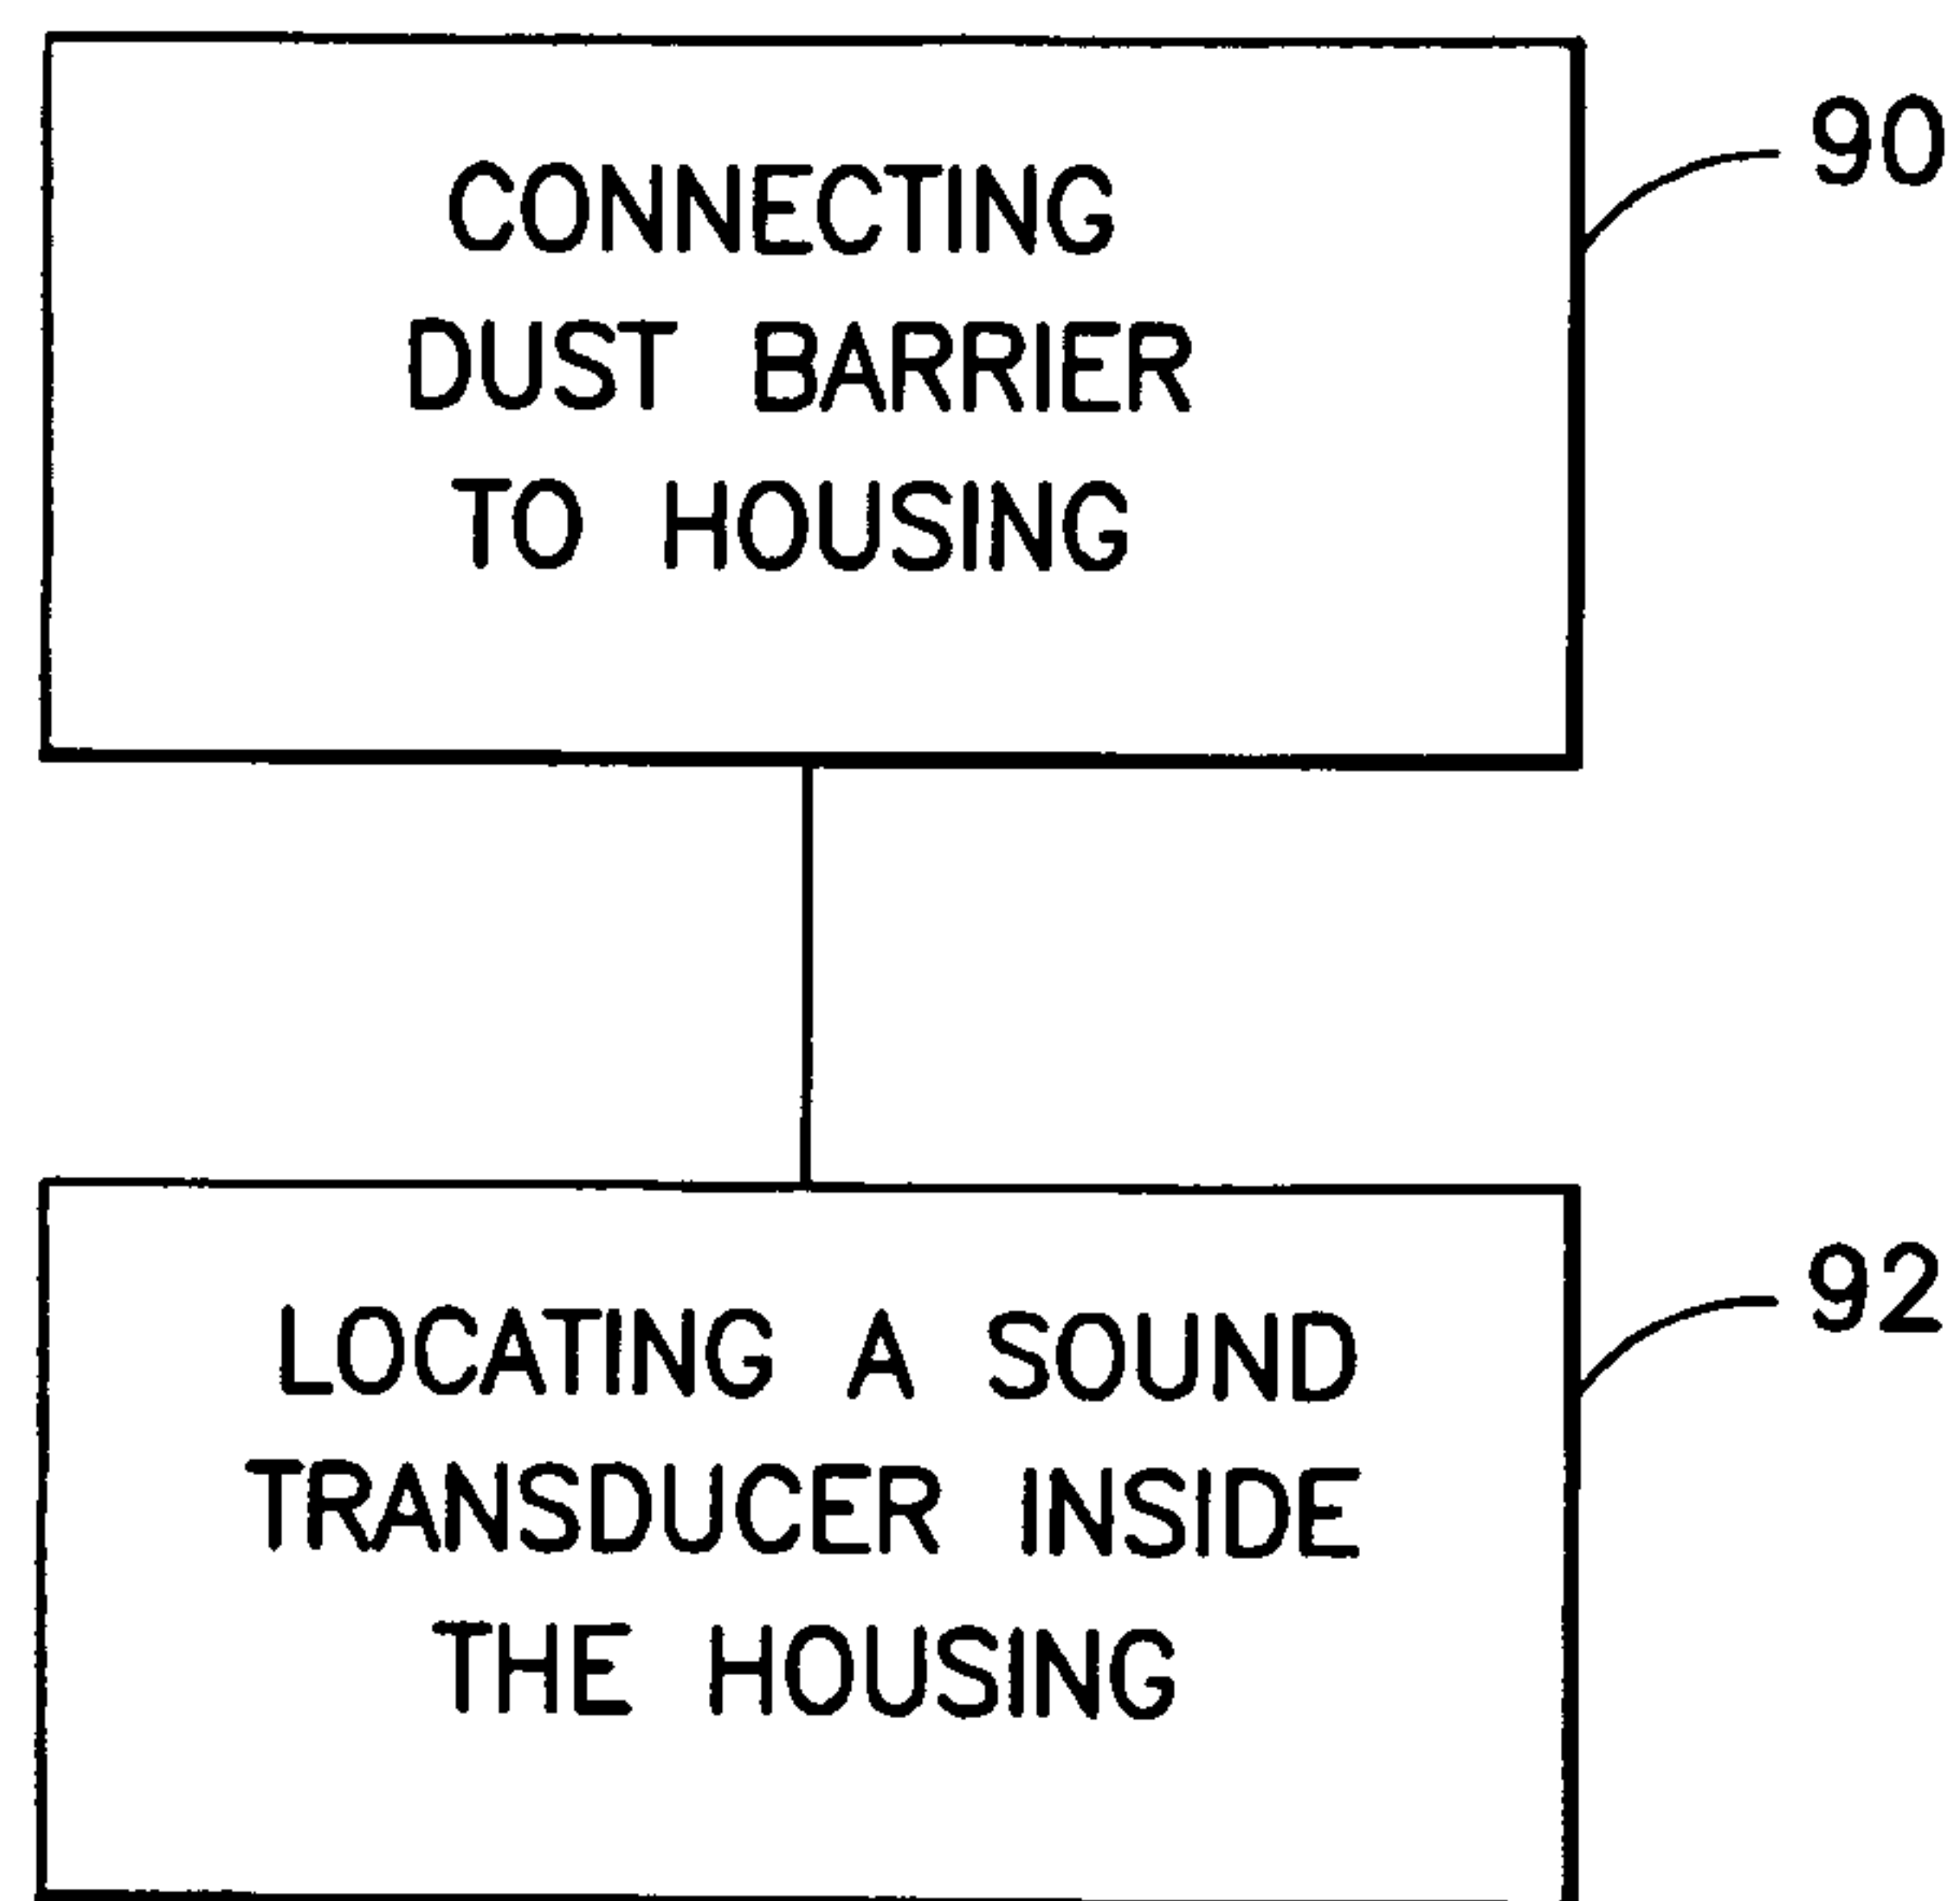 CONNECTING
DUST BARRIER
TO HOUSING
90
LOCATING A SOUND
TRANSDUCER INSIDE
THE HOUSING
92